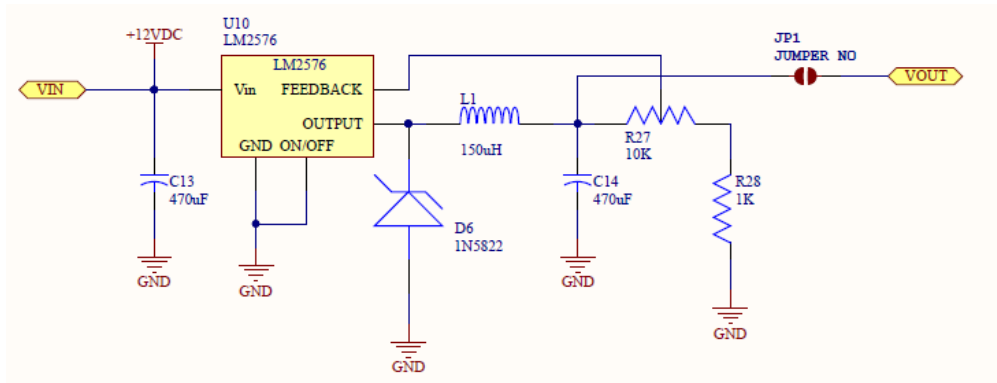 U10
LM2576
+12VDC
VIN
LM2576
Vin FEEDBACK
OUTPUT
GND ON/OFF
L1
150uH
JP1
JUMPER NO
VOUT
R27
10K
C13
470uF
C14
470uF
R28
1K
D6
1N5822
GND
GND
GND
GND
GND